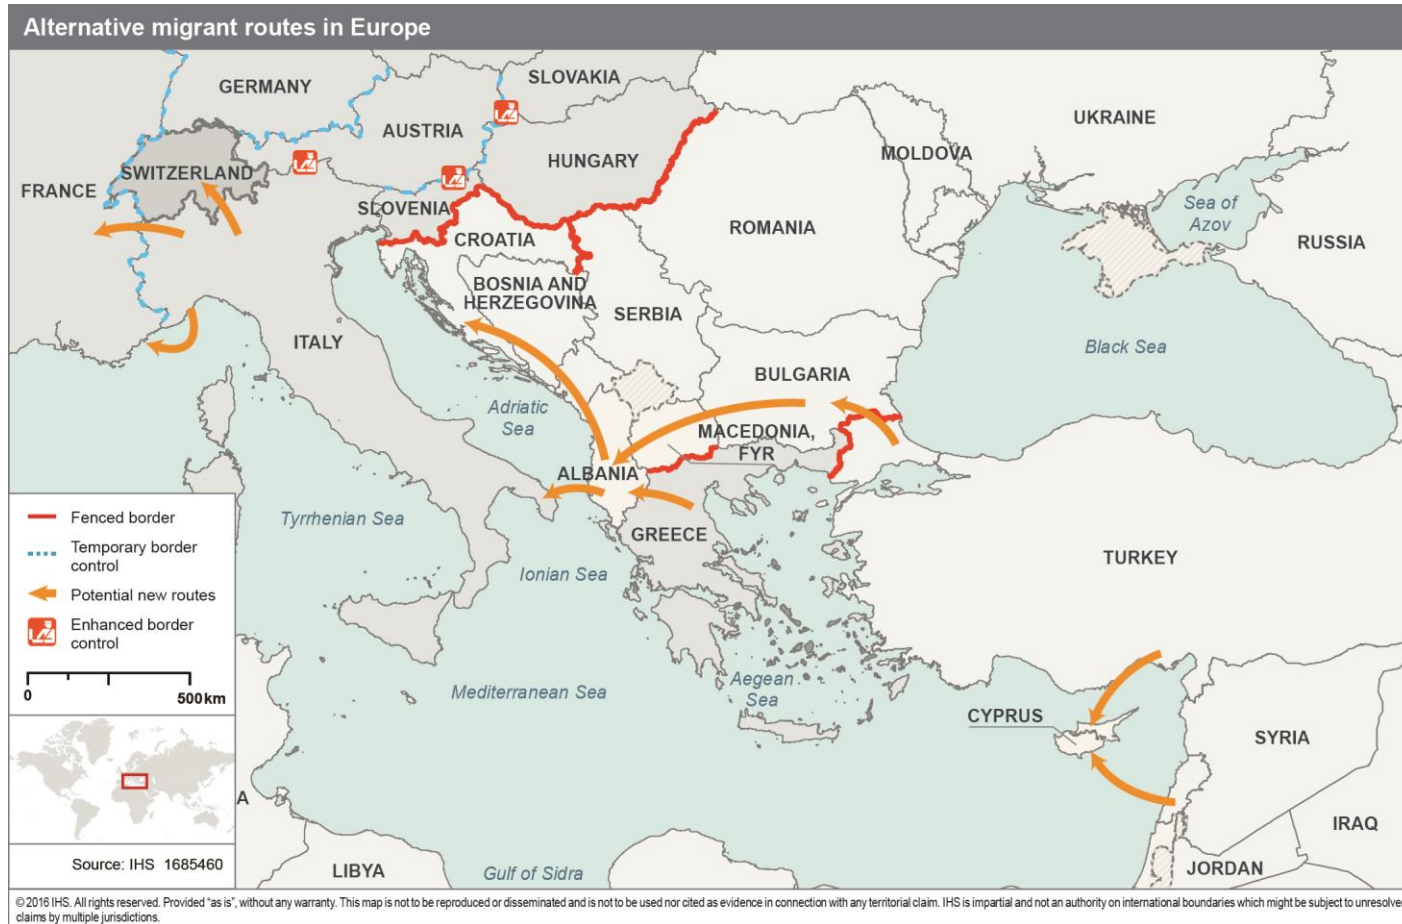 Alternative migrant routes in Europe
GERMANY
SLOVAKIA
UKRAINE
AUSTRIA
HUNGARY
MOLDOVA
SWITZERLAND
FRANCE
SLOVENIA
Sea of
Azov
ROMANIA
RUSSIA
CROATIA
BOSNIA AND
HERZEGOVINA
SERBIA
ITALY
Black Sea
BULGARIA
Adriatic
Sea
MACEDONIA,
FYR
ALBANIA
Tyrrhenian Sea
GREECE
TURKEY
Ionian Sea
Mediterranean Sea
Aegean
Sea
CYPRUS
SYRIA
IRAQ
JORDAN
LIBYA
Gulf of Sidra
A
Fenced border
Temporary border
control
Potential new routes
Enhanced border
control
0 500 km
Source: IHS 1685460
© 2016 IHS. All rights reserved. Provided “as is”, without any warranty. This map is not to be reproduced or disseminated and is not to be used nor cited as evidence in connection with any territorial claim. IHS is impartial and not an authority on international boundaries which might be subject to unresolved
claims by multiple jurisdictions.